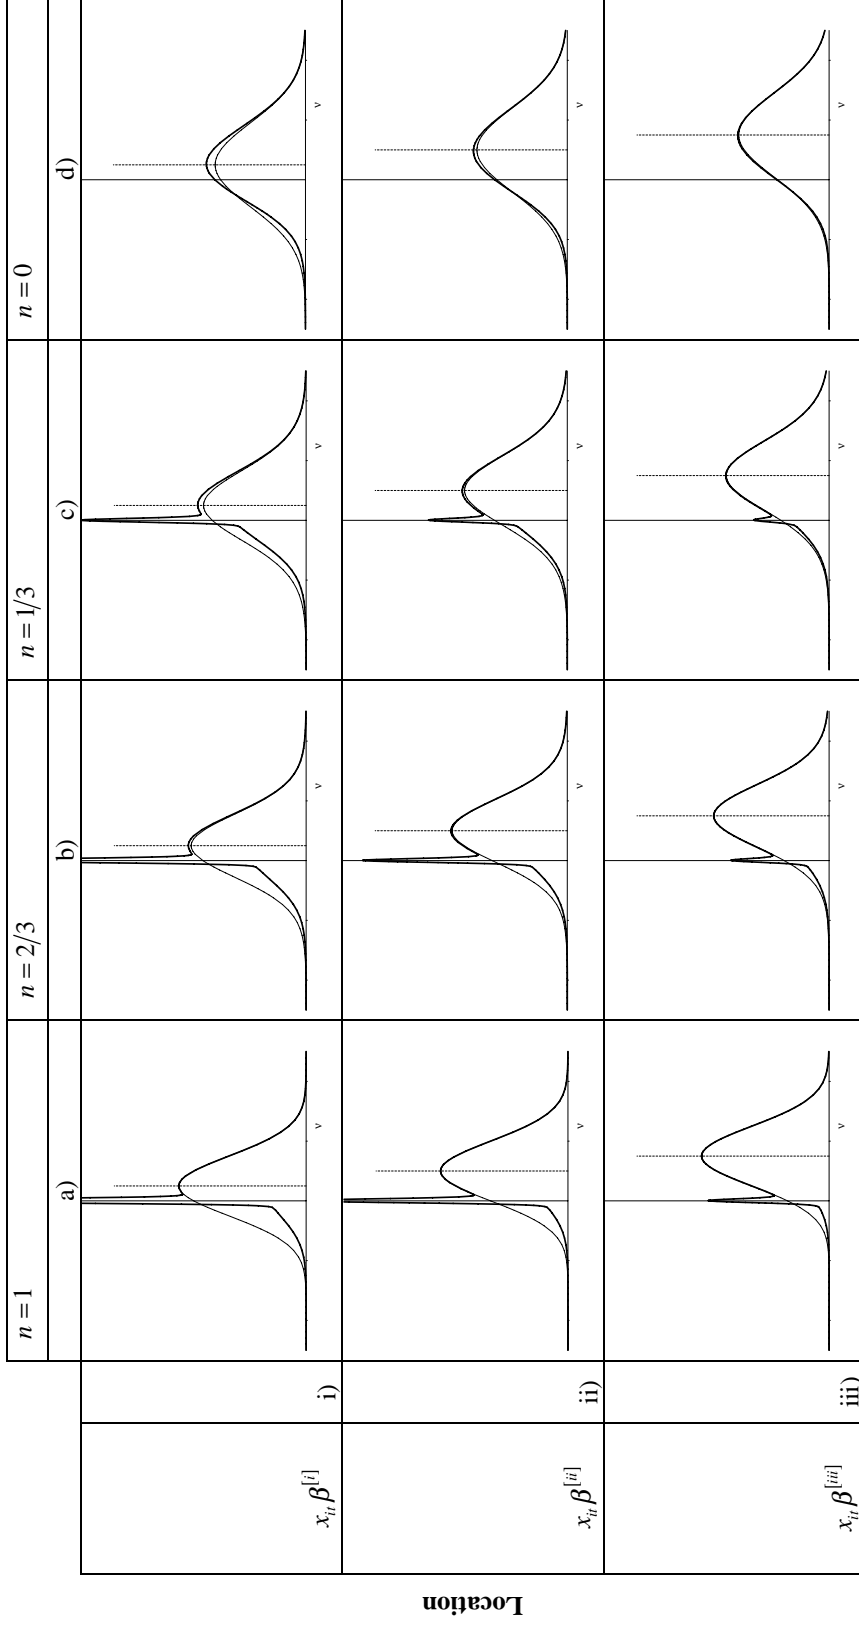 n = 1 n = 2/3 n = 1/3 n = 0
a) b) c) d)
Location
x_{it} β^{[i]} i) ν ν ν ν
x_{it} β^{[ii]} ii) ν ν ν ν
x_{it} β^{[iii]} iii) ν ν ν ν